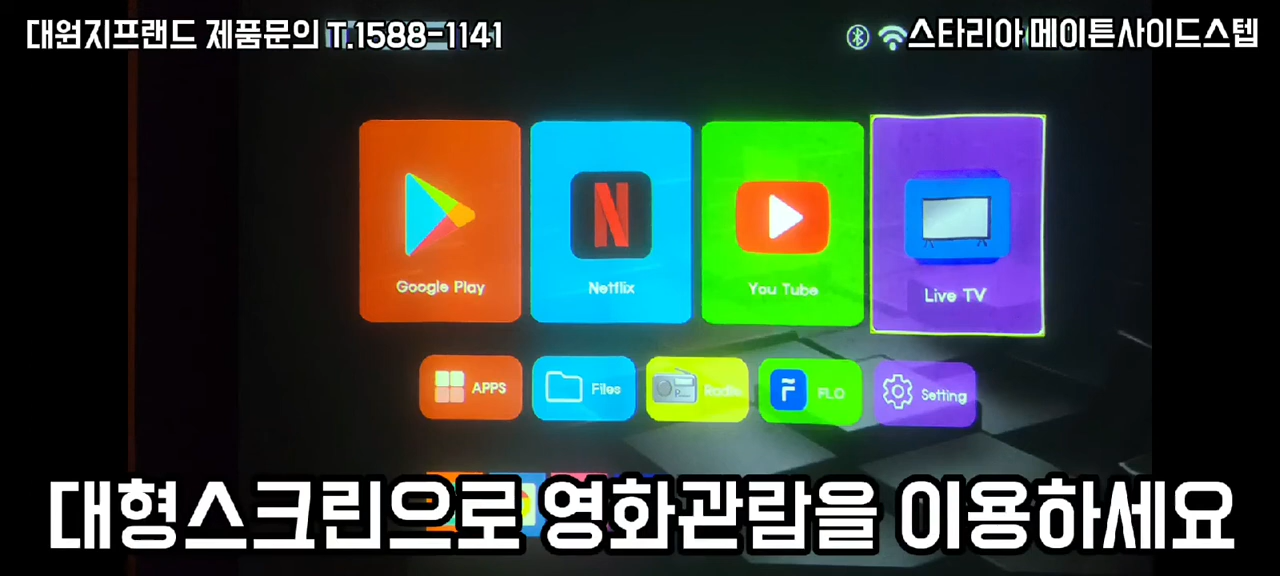 대원지프랜드 제품문의 T.1588-1141
스타리아 메이튼사이드스텝
Google Play
Netflix
You Tube
Live TV
APPS
Files
Radio
FLO
Setting
대형스크린으로 영화관람을 이용하세요